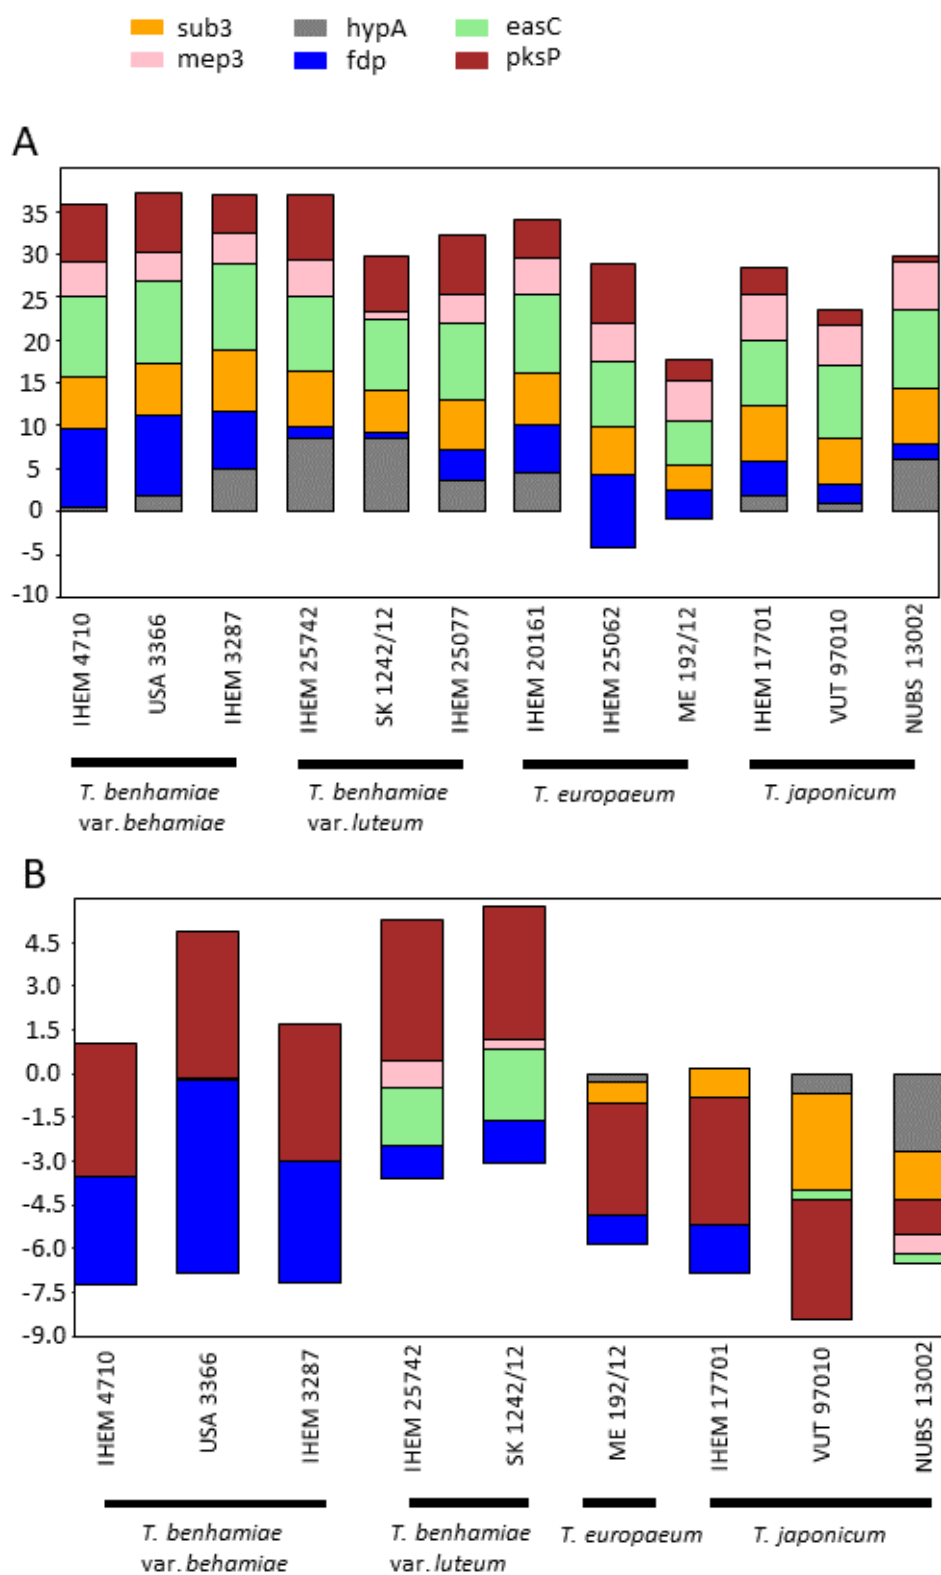 sub3 hypA easC
mep3 fdp pksP
A
35
30
25
20
15
10
5
0
-5
-10
IHEM 4710
USA 3366
IHEM 3287
IHEM 25742
SK 1242/12
IHEM 25077
IHEM 20161
IHEM 25062
ME 192/12
IHEM 17701
VUT 97010
NUBS 13002
T. benhamiae
var. behamiae
T. benhamiae
var. luteum
T. europaeum
T. japonicum
B
4.5
3.0
1.5
0.0
-1.5
-3.0
-4.5
-6.0
-7.5
-9.0
IHEM 4710
USA 3366
IHEM 3287
IHEM 25742
SK 1242/12
ME 192/12
IHEM 17701
VUT 97010
NUBS 13002
T. benhamiae
var. behamiae
T. benhamiae
var. luteum
T. europaeum
T. japonicum